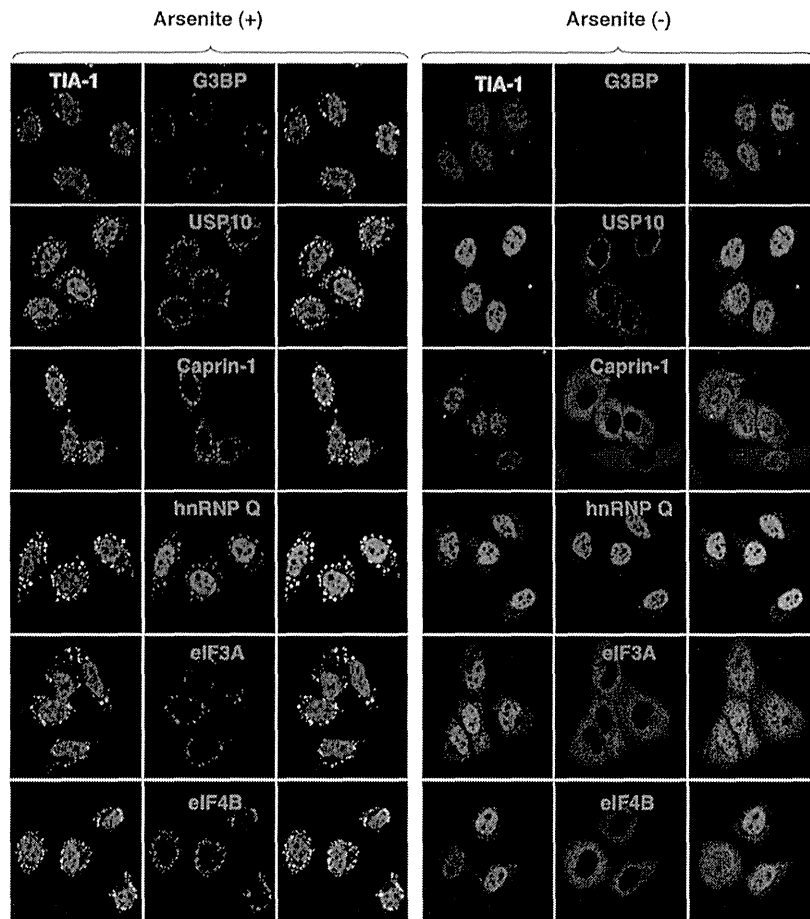 Arsenite (+) Arsenite (-)
TIA-1 G3BP TIA-1 G3BP
USP10 USP10
Caprin-1 Caprin-1
hnRNP Q hnRNP Q
eIF3A eIF3A
eIF4B eIF4B